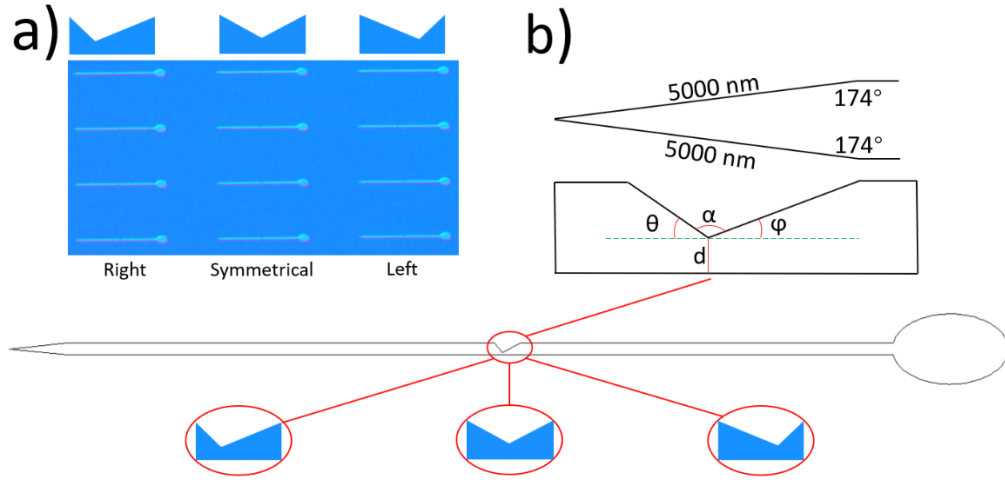 a)
Right
Symmetrical
Left
b)
5000 nm
174°
174°
5000 nm
θ
α
φ
d